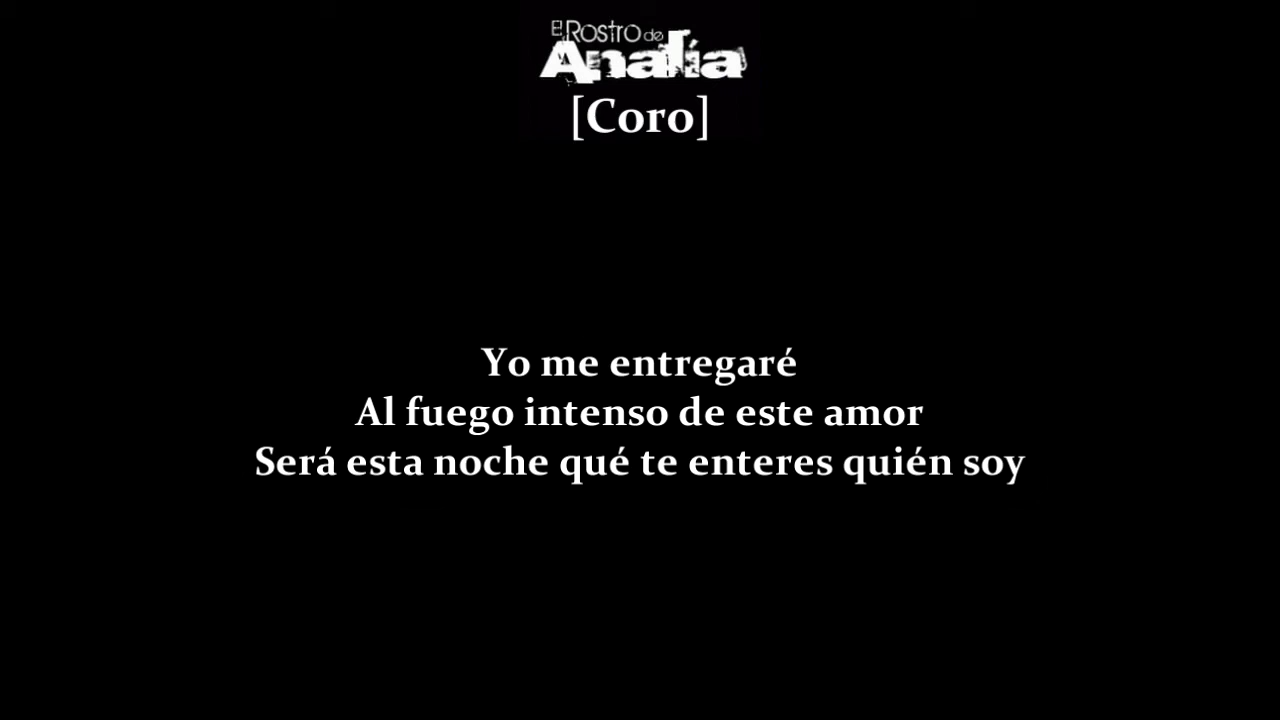 El Rostro de
Analía
[Coro]
Yo me entregaré
Al fuego intenso de este amor
Será esta noche qué te enteres quién soy